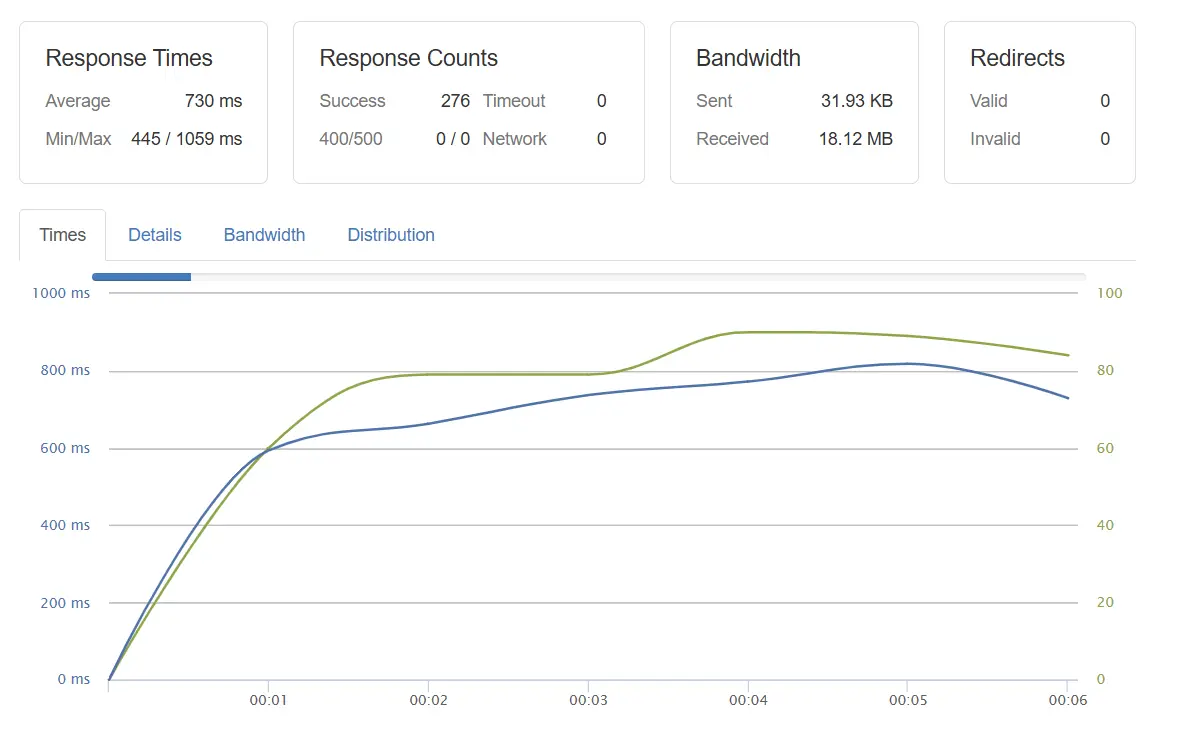 Response Times
Average 730 ms
Min/Max 445 / 1059 ms
Response Counts
Success 276 Timeout 0
400/500 0 / 0 Network 0
Bandwidth
Sent 31.93 KB
Received 18.12 MB
Redirects
Valid 0
Invalid 0
Times Details Bandwidth Distribution
1000 ms 100
800 ms 80
600 ms 60
400 ms 40
200 ms 20
0 ms 0
00:01 00:02 00:03 00:04 00:05 00:06